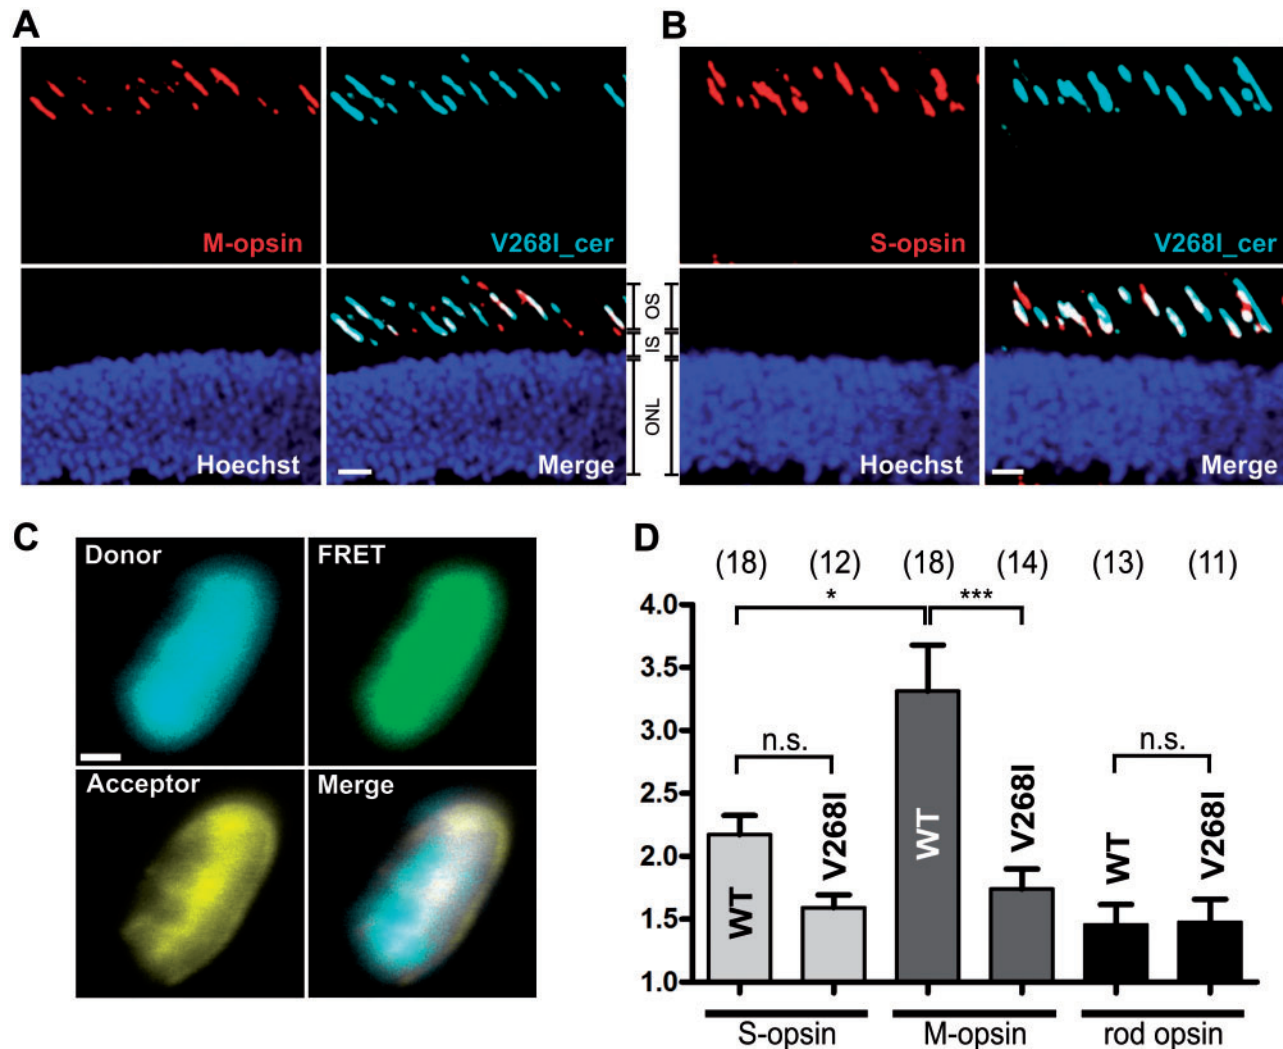 A
B
M-opsin
V268I_cer
S-opsin
V268I_cer
OS
IS
ONL
Hoechst
Merge
Hoechst
Merge
C
D
Donor
FRET
Acceptor
Merge
(18) (12) (18) (14) (13) (11)
* ***
n.s.
n.s.
4.0
3.5
3.0
2.5
2.0
1.5
1.0
WT
V268I
WT
V268I
WT
V268I
S-opsin
M-opsin
rod opsin